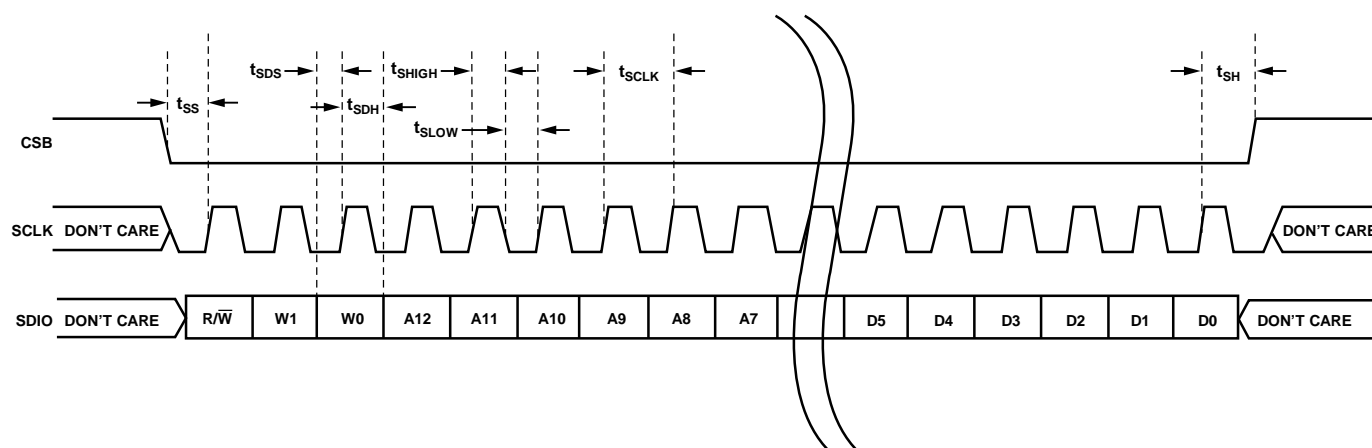 tSS
tSDS
tSDH
tSHIGH
tSLOW
tSCLK
tSH
CSB
SCLK DON'T CARE
DON'T CARE
SDIO DON'T CARE R/W̅ W1 W0 A12 A11 A10 A9 A8 A7 D5 D4 D3 D2 D1 D0 DON'T CARE